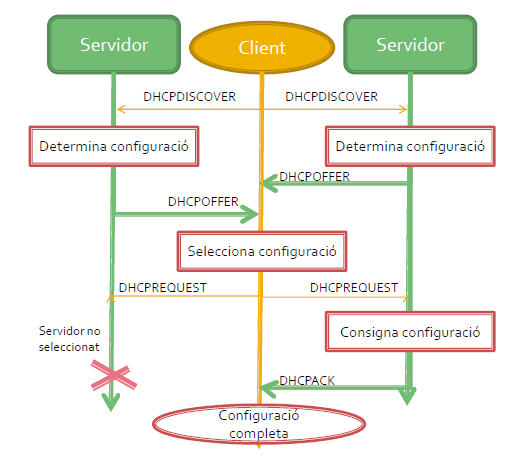 Servidor
Client
Servidor
DHCPDISCOVER
DHCPDISCOVER
Determina configuració
Determina configuració
DHCPOFFER
DHCPOFFER
Selecciona configuració
DHCPREQUEST
DHCPREQUEST
Servidor no
seleccionat
Consigna configuració
DHCPACK
Configuració
completa